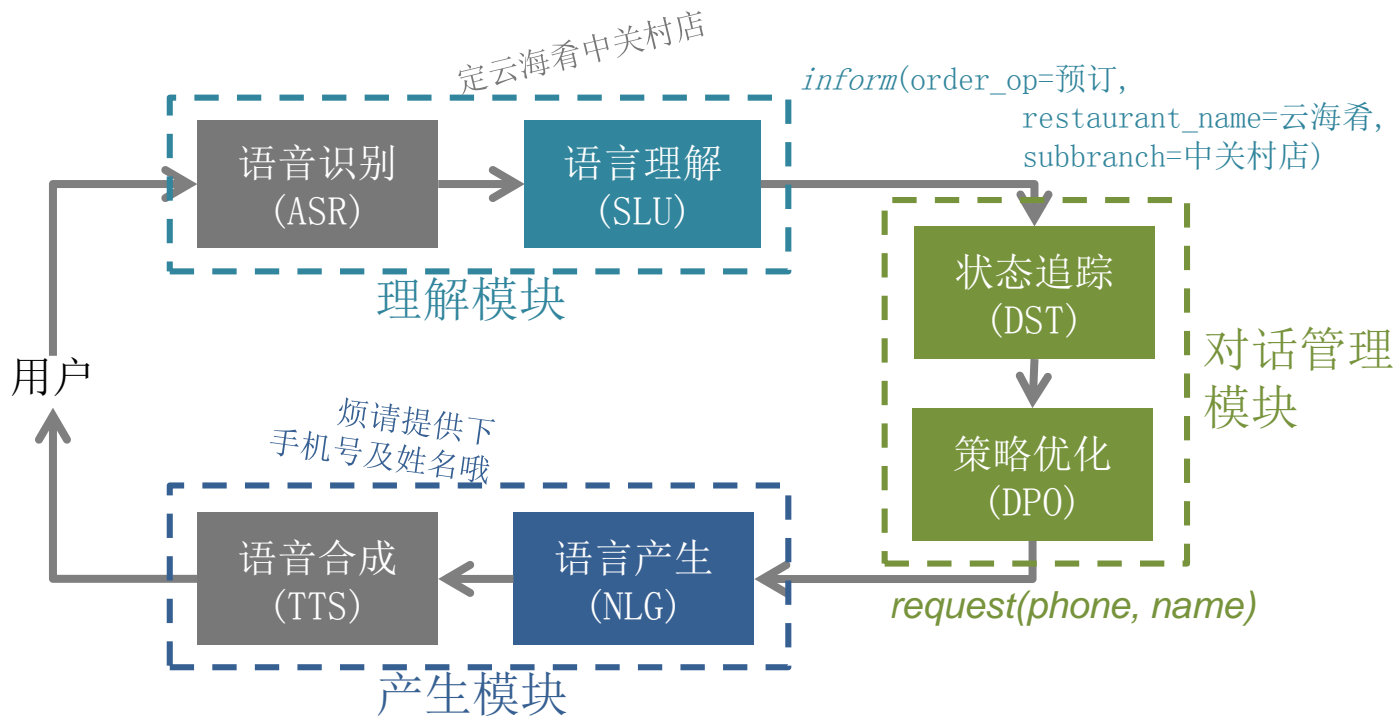 定云海肴中关村店
inform(order_op=预订,
restaurant_name=云海肴,
subbranch=中关村店)
语音识别
(ASR)
语言理解
(SLU)
理解模块
状态追踪
(DST)
对话管理
模块
策略优化
(DPO)
request(phone, name)
用户
烦请提供下
手机号及姓名哦
语音合成
(TTS)
语言产生
(NLG)
产生模块